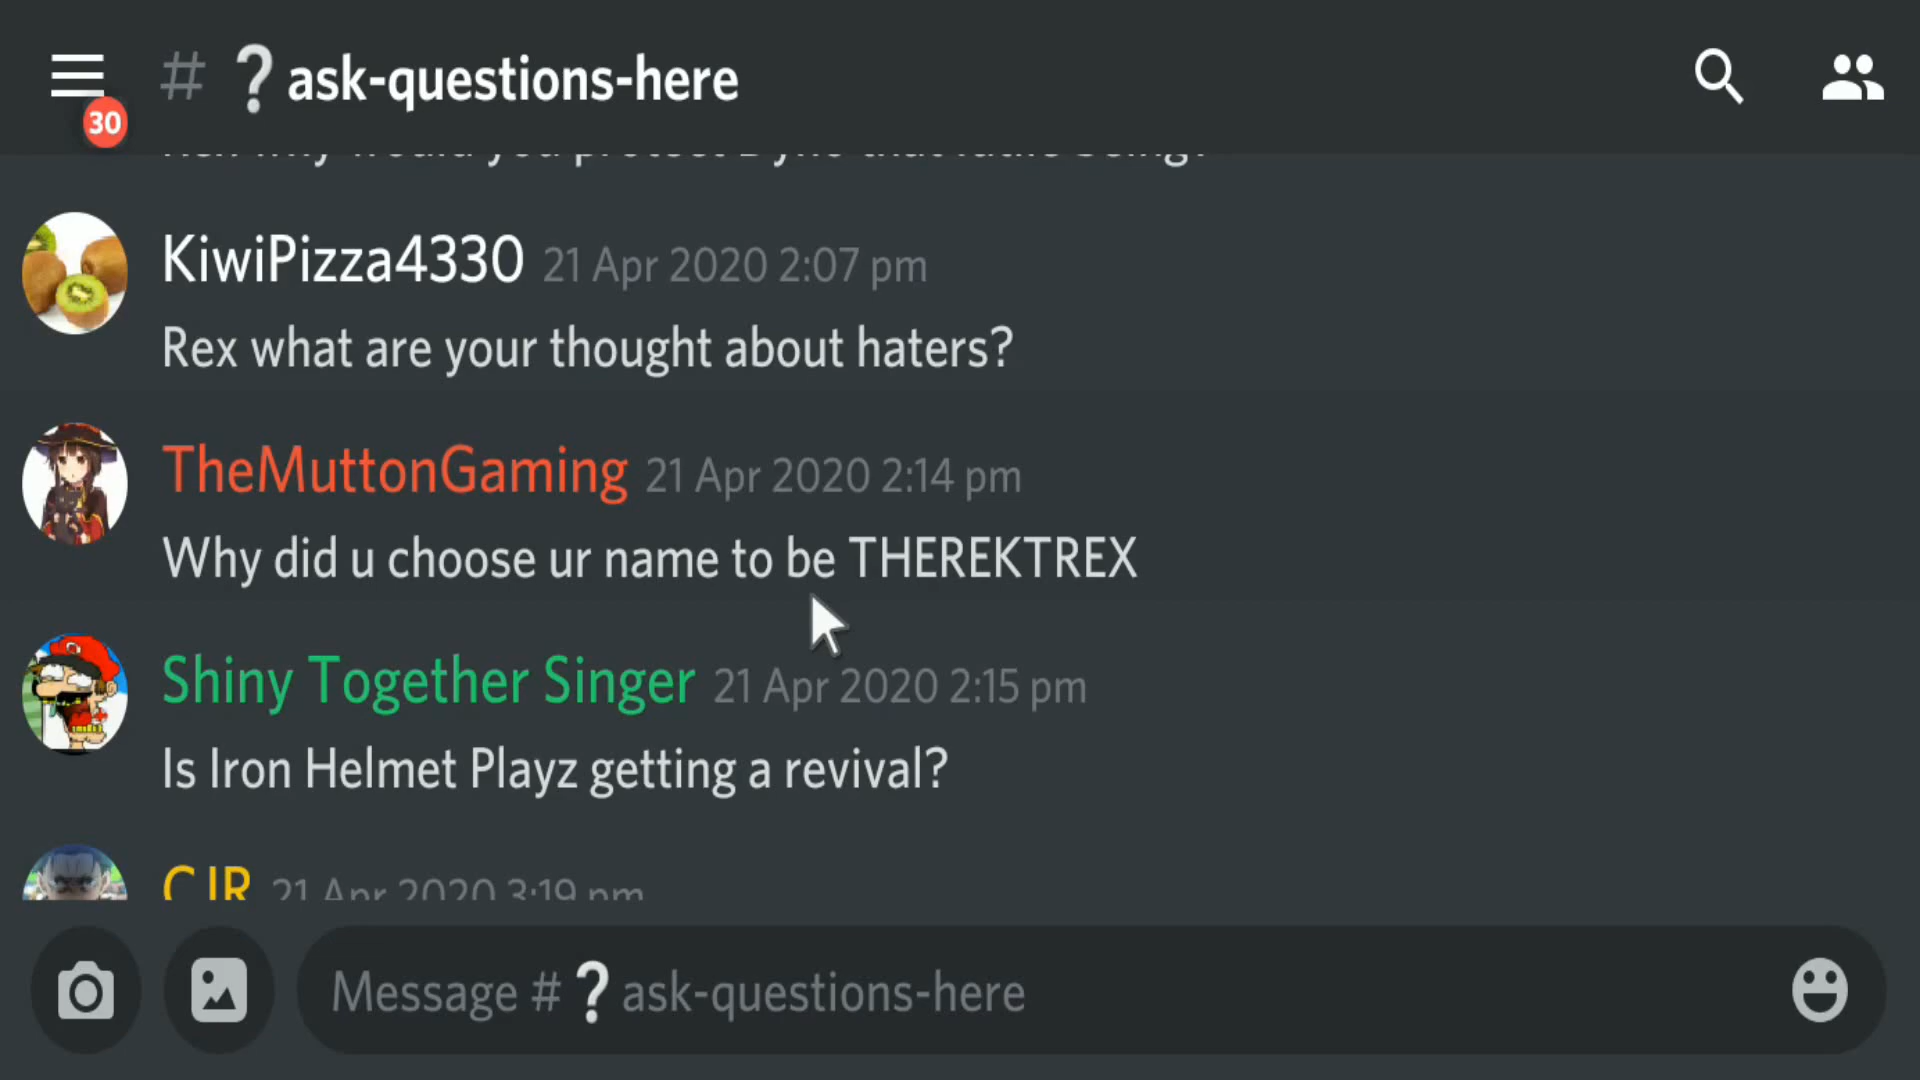 # ❔ask-questions-here
30
KiwiPizza4330 21 Apr 2020 2:07 pm
Rex what are your thought about haters?
TheMuttonGaming 21 Apr 2020 2:14 pm
Why did u choose ur name to be THEREKTREX
Shiny Together Singer 21 Apr 2020 2:15 pm
Is Iron Helmet Playz getting a revival?
CJR 21 Apr 2020 3:19 pm
Message #❔ask-questions-here